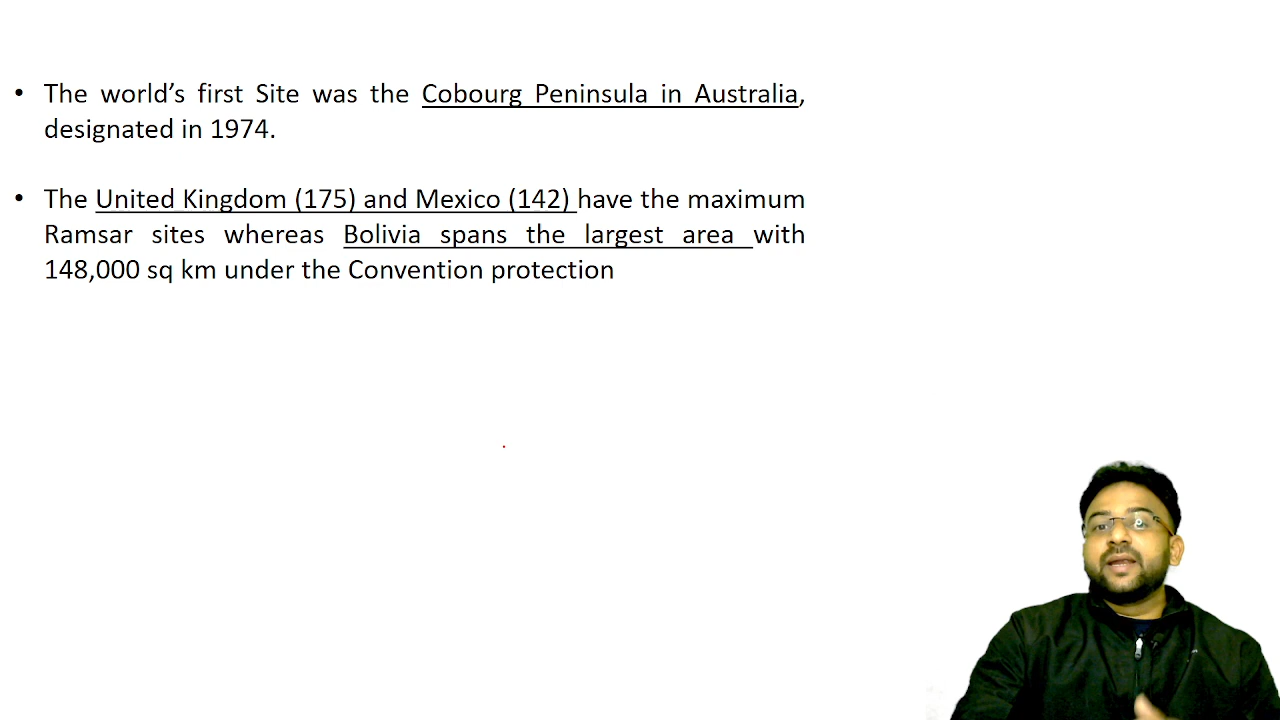 • The world’s first Site was the Cobourg Peninsula in Australia,
designated in 1974.
• The United Kingdom (175) and Mexico (142) have the maximum
Ramsar sites whereas Bolivia spans the largest area with
148,000 sq km under the Convention protection